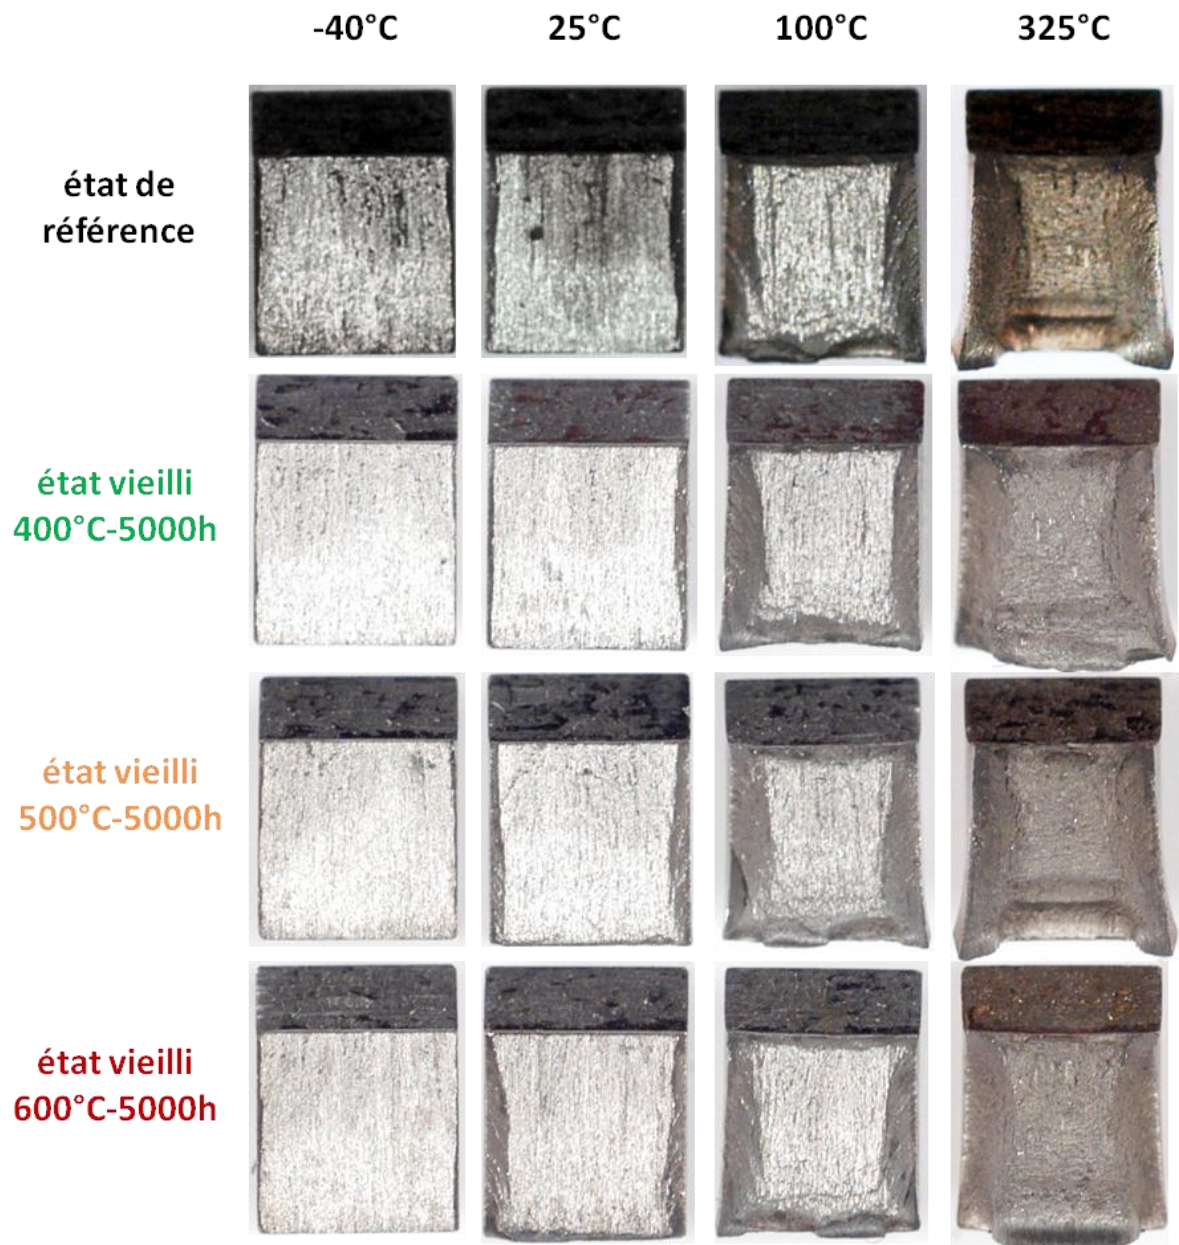 -40°C 25°C 100°C 325°C
état de
référence
état vieilli
400°C-5000h
état vieilli
500°C-5000h
état vieilli
600°C-5000h